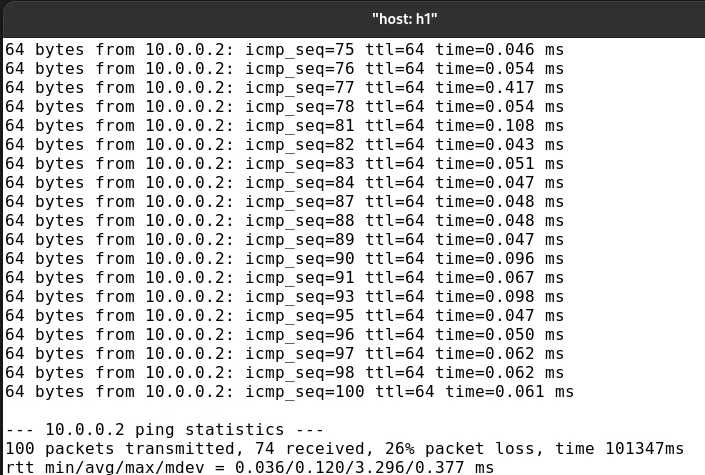 "host: h1"
64 bytes from 10.0.0.2: icmp_seq=75 ttl=64 time=0.046 ms
64 bytes from 10.0.0.2: icmp_seq=76 ttl=64 time=0.054 ms
64 bytes from 10.0.0.2: icmp_seq=77 ttl=64 time=0.417 ms
64 bytes from 10.0.0.2: icmp_seq=78 ttl=64 time=0.054 ms
64 bytes from 10.0.0.2: icmp_seq=81 ttl=64 time=0.108 ms
64 bytes from 10.0.0.2: icmp_seq=82 ttl=64 time=0.043 ms
64 bytes from 10.0.0.2: icmp_seq=83 ttl=64 time=0.051 ms
64 bytes from 10.0.0.2: icmp_seq=84 ttl=64 time=0.047 ms
64 bytes from 10.0.0.2: icmp_seq=87 ttl=64 time=0.048 ms
64 bytes from 10.0.0.2: icmp_seq=88 ttl=64 time=0.048 ms
64 bytes from 10.0.0.2: icmp_seq=89 ttl=64 time=0.047 ms
64 bytes from 10.0.0.2: icmp_seq=90 ttl=64 time=0.096 ms
64 bytes from 10.0.0.2: icmp_seq=91 ttl=64 time=0.067 ms
64 bytes from 10.0.0.2: icmp_seq=93 ttl=64 time=0.098 ms
64 bytes from 10.0.0.2: icmp_seq=95 ttl=64 time=0.047 ms
64 bytes from 10.0.0.2: icmp_seq=96 ttl=64 time=0.050 ms
64 bytes from 10.0.0.2: icmp_seq=97 ttl=64 time=0.062 ms
64 bytes from 10.0.0.2: icmp_seq=98 ttl=64 time=0.062 ms
64 bytes from 10.0.0.2: icmp_seq=100 ttl=64 time=0.061 ms
--- 10.0.0.2 ping statistics ---
100 packets transmitted, 74 received, 26% packet loss, time 101347ms
rtt min/avg/max/mdev = 0.036/0.120/3.296/0.377 ms